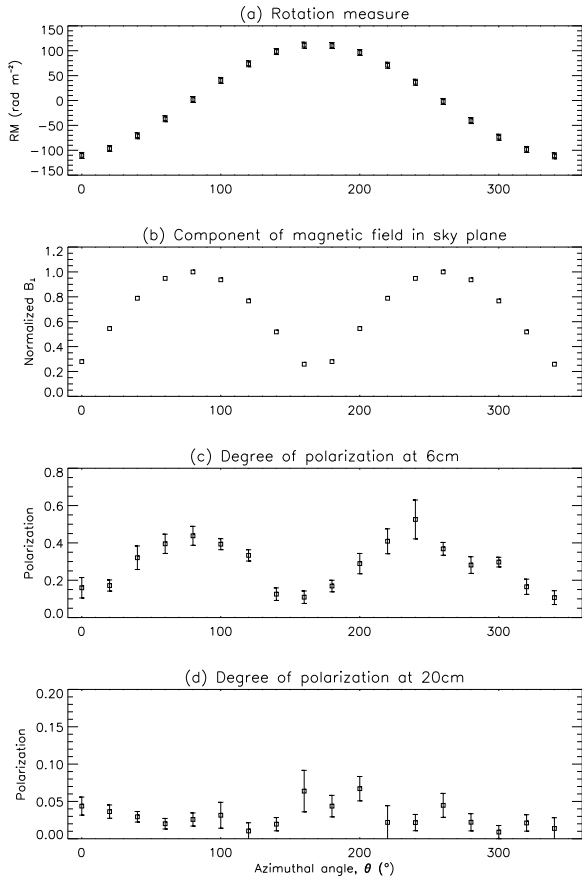 (a) Rotation measure
RM (rad m⁻²)
150
100
50
0
−50
−100
−150
0 100 200 300
(b) Component of magnetic field in sky plane
Normalized B⊥
1.2
1.0
0.8
0.6
0.4
0.2
0.0
0 100 200 300
(c) Degree of polarization at 6cm
Polarization
0.8
0.6
0.4
0.2
0.0
0 100 200 300
(d) Degree of polarization at 20cm
Polarization
0.20
0.15
0.10
0.05
0.00
0 100 200 300
Azimuthal angle, θ (°)